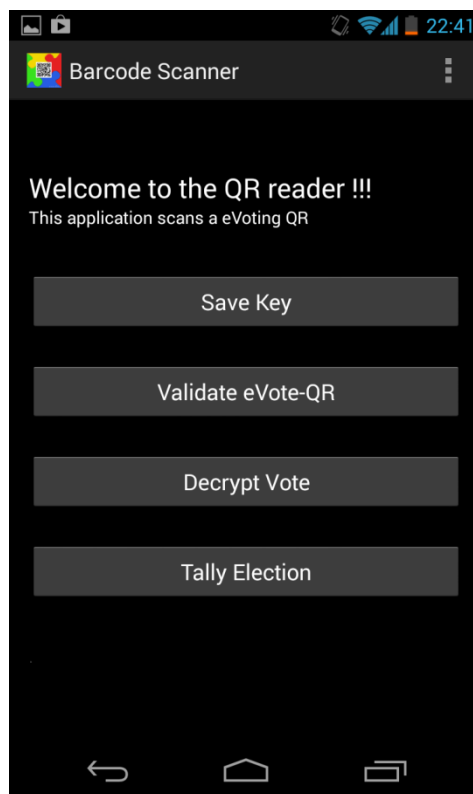 22:41
Barcode Scanner
Welcome to the QR reader !!!
This application scans a eVoting QR
Save Key
Validate eVote-QR
Decrypt Vote
Tally Election